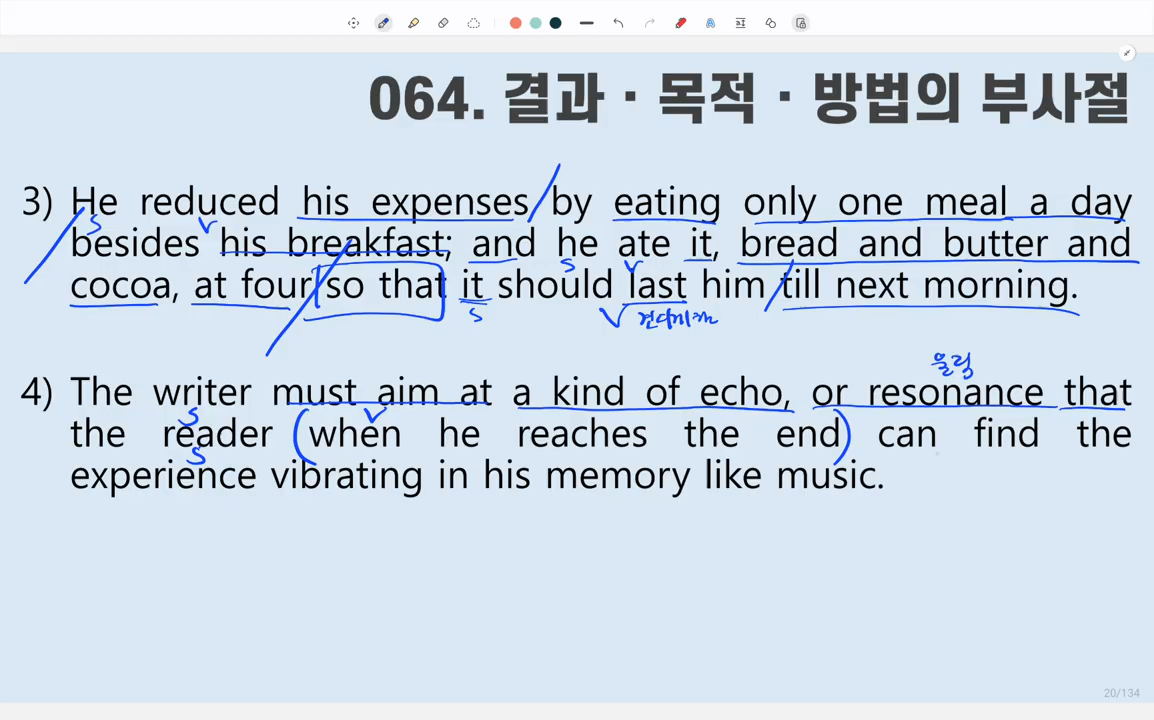 064. 결과 · 목적 · 방법의 부사절
3) He reduced his expenses by eating only one meal a day
s v
besides his breakfast; and he ate it, bread and butter and
s v
cocoa, at four so that it should last him till next morning.
s v
울림
4) The writer must aim at a kind of echo, or resonance that
s v
the reader (when he reaches the end) can find the
s
experience vibrating in his memory like music.
20/134